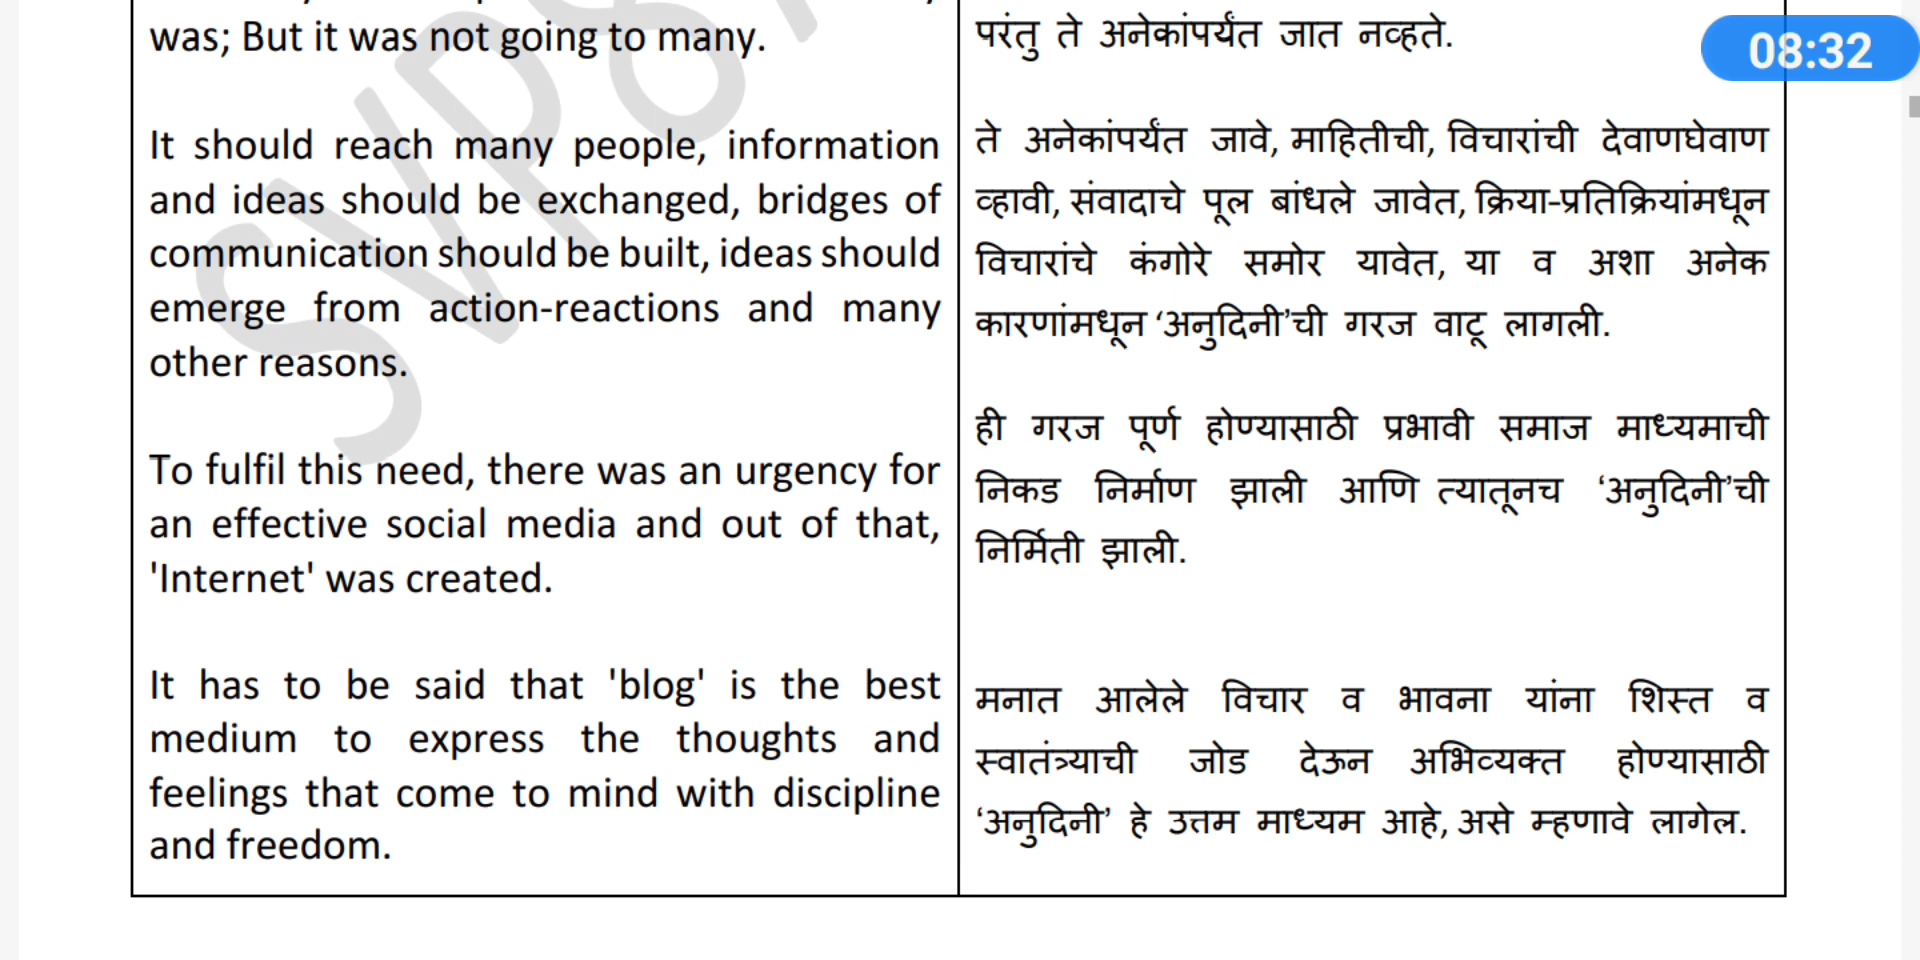 was; But it was not going to many.
It should reach many people, information
and ideas should be exchanged, bridges of
communication should be built, ideas should
emerge from action-reactions and many
other reasons.
To fulfil this need, there was an urgency for
an effective social media and out of that,
'Internet' was created.
It has to be said that 'blog' is the best
medium to express the thoughts and
feelings that come to mind with discipline
and freedom.
परंतु ते अनेकांपर्यंत जात नव्हते.
ते अनेकांपर्यंत जावे, माहितीची, विचारांची देवाणघेवाण
व्हावी, संवादाचे पूल बांधले जावेत, क्रिया-प्रतिक्रियांमधून
विचारांचे कंगोरे समोर यावेत, या व अशा अनेक
कारणांमधून ‘अनुदिनी’ची गरज वाटू लागली.
ही गरज पूर्ण होण्यासाठी प्रभावी समाज माध्यमाची
निकड निर्माण झाली आणि त्यातूनच ‘अनुदिनी’ची
निर्मिती झाली.
मनात आलेले विचार व भावना यांना शिस्त व
स्वातंत्र्याची जोड देऊन अभिव्यक्त होण्यासाठी
‘अनुदिनी’ हे उत्तम माध्यम आहे, असे म्हणावे लागेल.
08:32